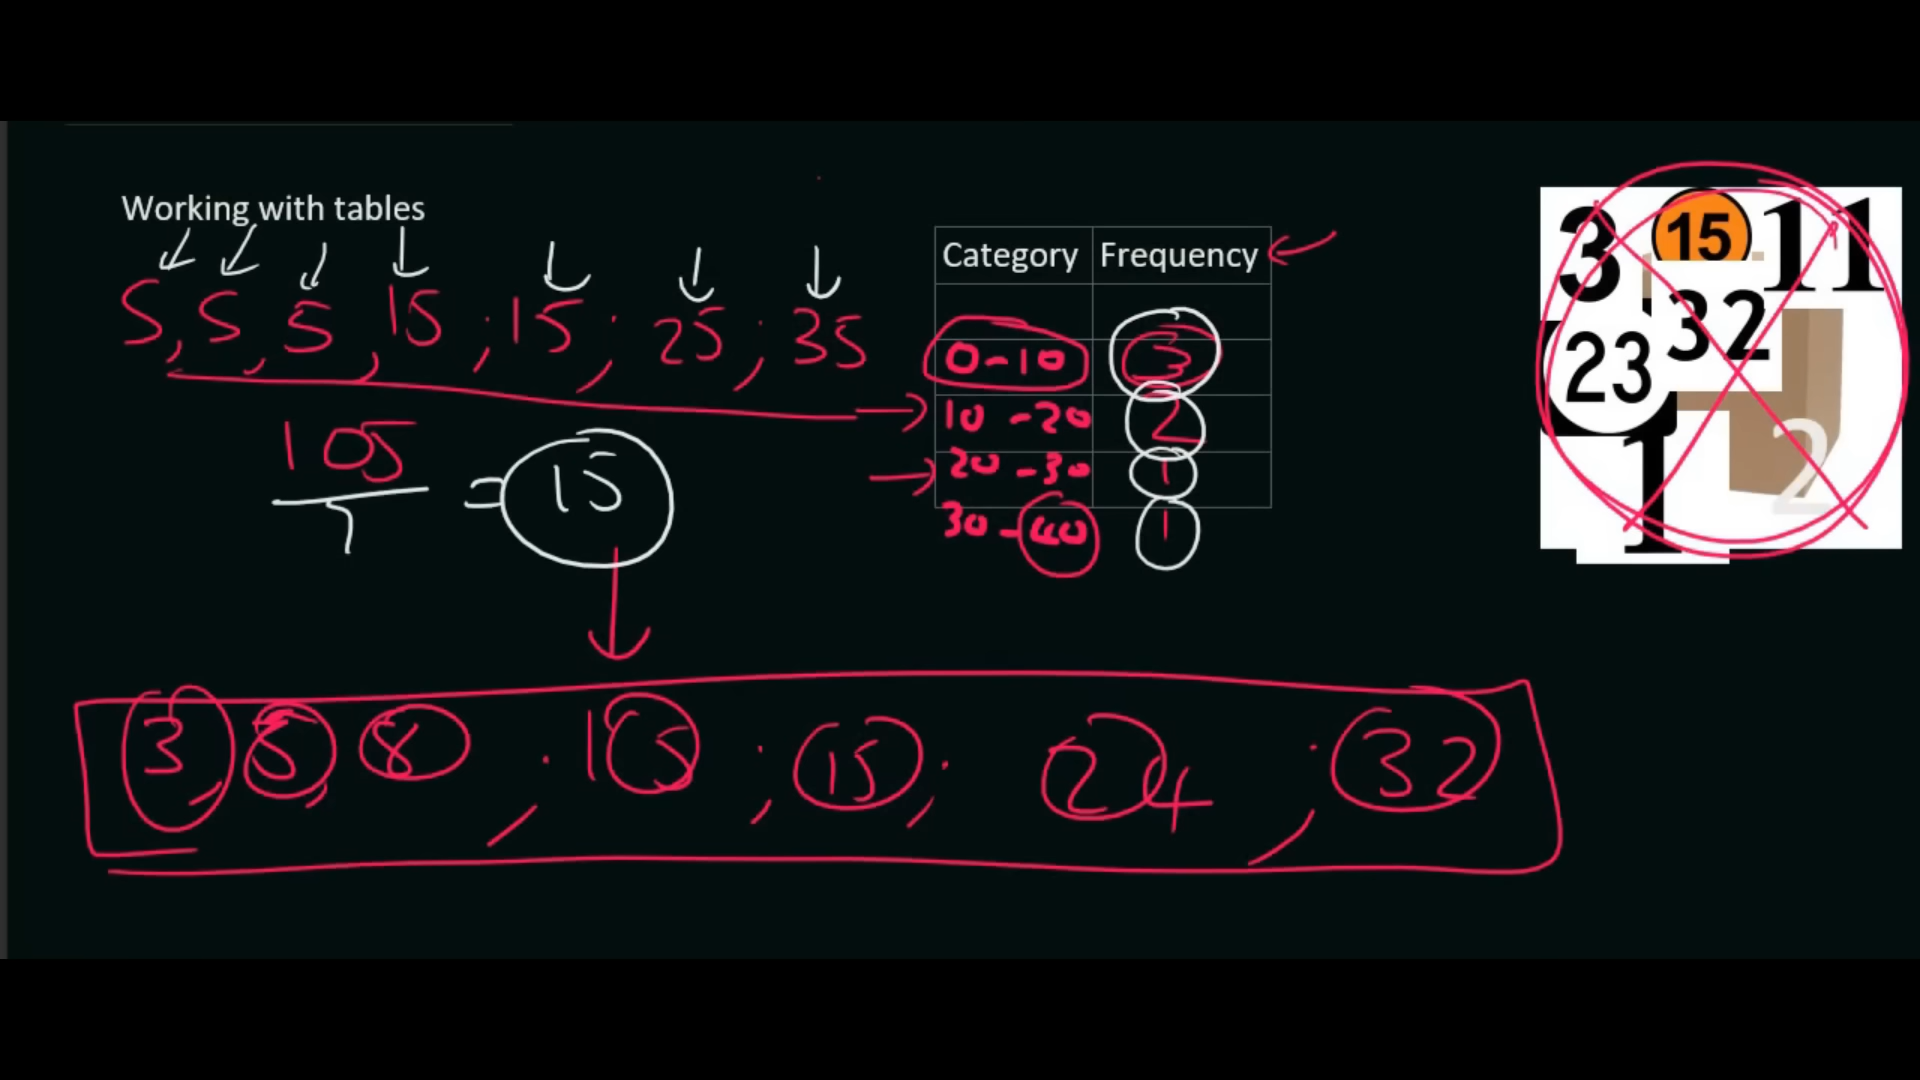 Working with tables
5, 5, 5, 15; 15; 25; 35
105
7
= 15
Category Frequency
0-10 3
10-20 2
20-30 1
30-40 1
3 15 11
23 32
1 2
3, 8, 8, 15; 15; 24; 32